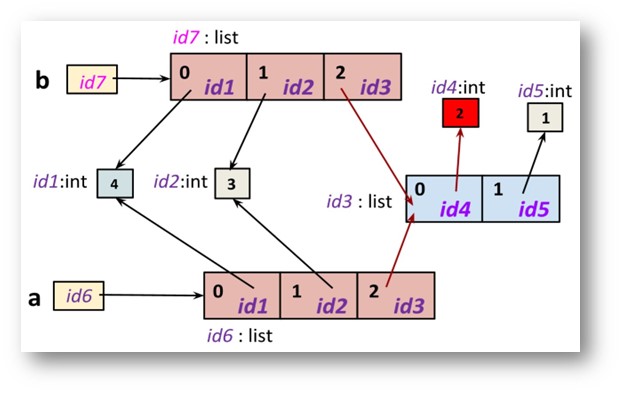 id7 : list
b id7 0 id1 1 id2 2 id3
id4:int id5:int
2 1
id1:int 4 id2:int 3
id3 : list 0 id4 1 id5
a id6 0 id1 1 id2 2 id3
id6 : list